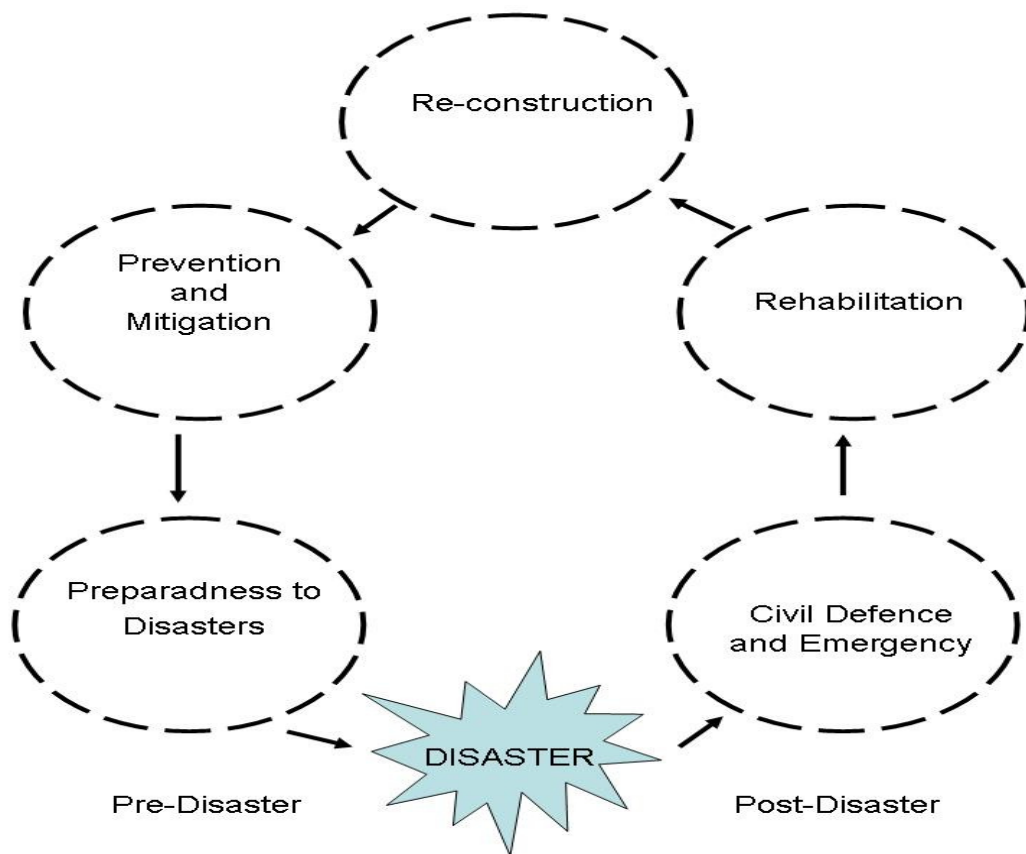 Re-construction
Prevention
and
Mitigation
Rehabilitation
Preparadness to
Disasters
Civil Defence
and Emergency
DISASTER
Pre-Disaster
Post-Disaster